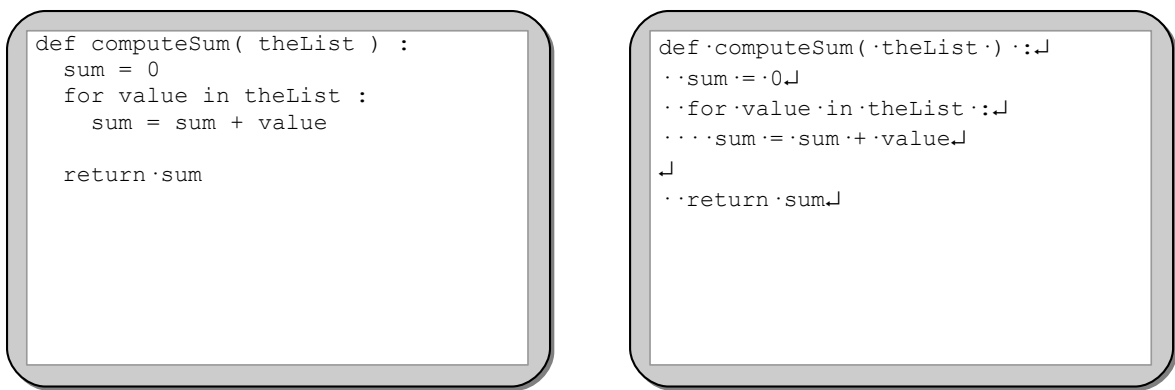 def computeSum( theList ) :
  sum = 0
  for value in theList :
    sum = sum + value

  return·sum

def·computeSum(·theList·)·:↵
··sum·=·0↵
··for·value·in·theList·:↵
····sum·=·sum·+·value↵
↵
··return·sum↵